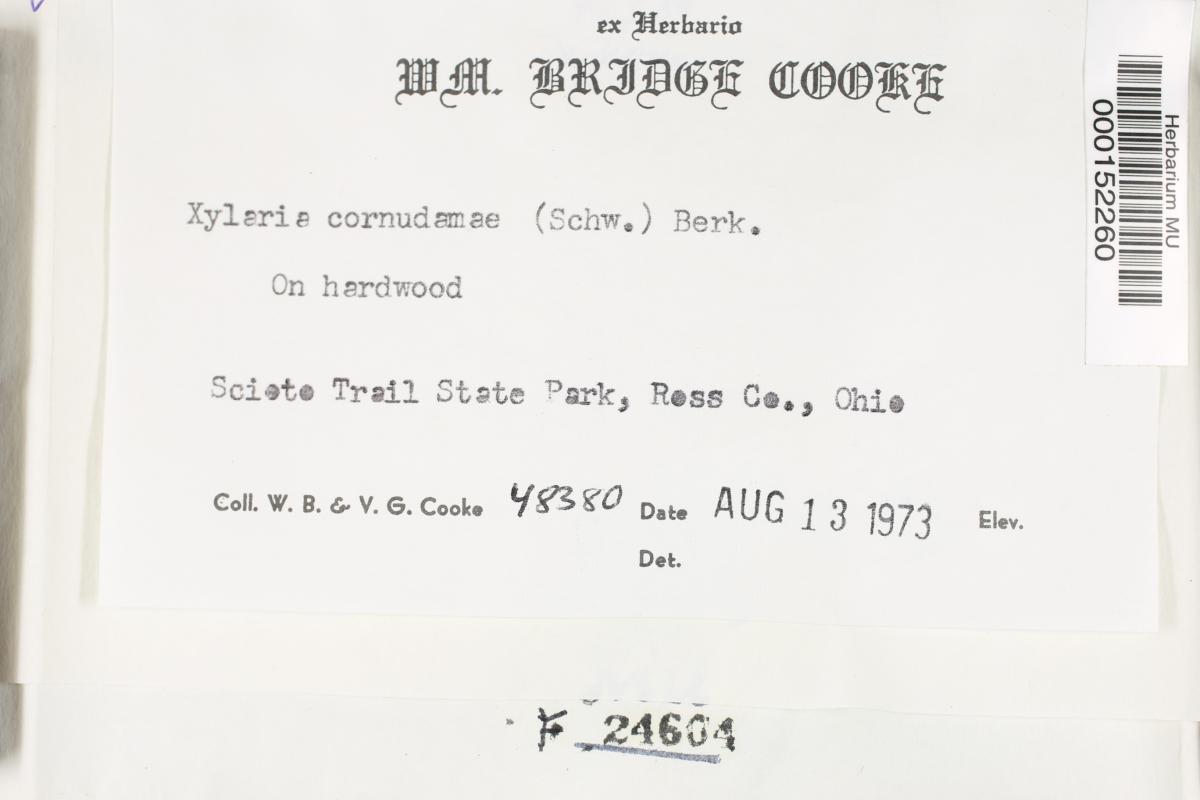 ex Herbario
WM. BRIDGE COOKE
Herbarium MU
000152260
Xylaria cornudamae (Schw.) Berk.
On hardwood
Scioto Trail State Park, Ross Co., Ohio
Coll. W. B. & V. G. Cooke 48380 Date AUG 13 1973 Elev.
Det.
F 24604